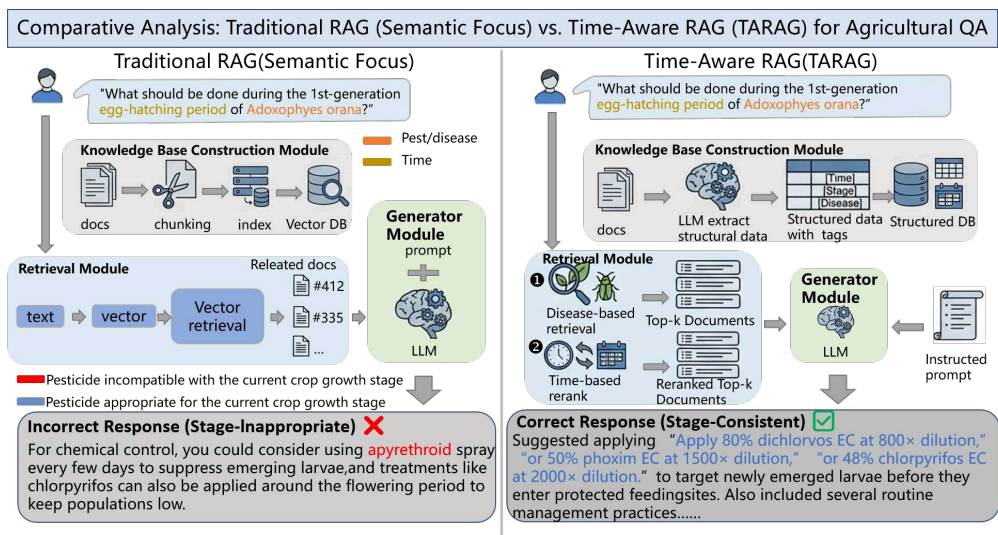 Comparative Analysis: Traditional RAG (Semantic Focus) vs. Time-Aware RAG (TARAG) for Agricultural QA
Traditional RAG(Semantic Focus)
"What should be done during the 1st-generation
egg-hatching period of Adoxophyes orana?"
Pest/disease
Time
Knowledge Base Construction Module
docs
chunking
index
Vector DB
Retrieval Module
Releated docs
text
vector
Vector
retrieval
#412
#335
...
Generator
Module
prompt
LLM
Pesticide incompatible with the current crop growth stage
Pesticide appropriate for the current crop growth stage
Incorrect Response (Stage-Inappropriate)
For chemical control, you could consider using apyrethroid spray
every few days to suppress emerging larvae,and treatments like
chlorpyrifos can also be applied around the flowering period to
keep populations low.
Time-Aware RAG(TARAG)
"What should be done during the 1st-generation
egg-hatching period of Adoxophyes orana?"
Knowledge Base Construction Module
docs
LLM extract
structural data
[Time]
[Stage]
[Disease]
Structured data
with tags
Structured DB
Retrieval Module
❶
Disease-based
retrieval
Top-k Documents
❷
Time-based
rerank
Reranked Top-k
Documents
Generator
Module
LLM
Instructed
prompt
Correct Response (Stage-Consistent)
Suggested applying “Apply 80% dichlorvos EC at 800× dilution,”
“or 50% phoxim EC at 1500× dilution,” “or 48% chlorpyrifos EC
at 2000× dilution.” to target newly emerged larvae before they
enter protected feedingsites. Also included several routine
management practices......